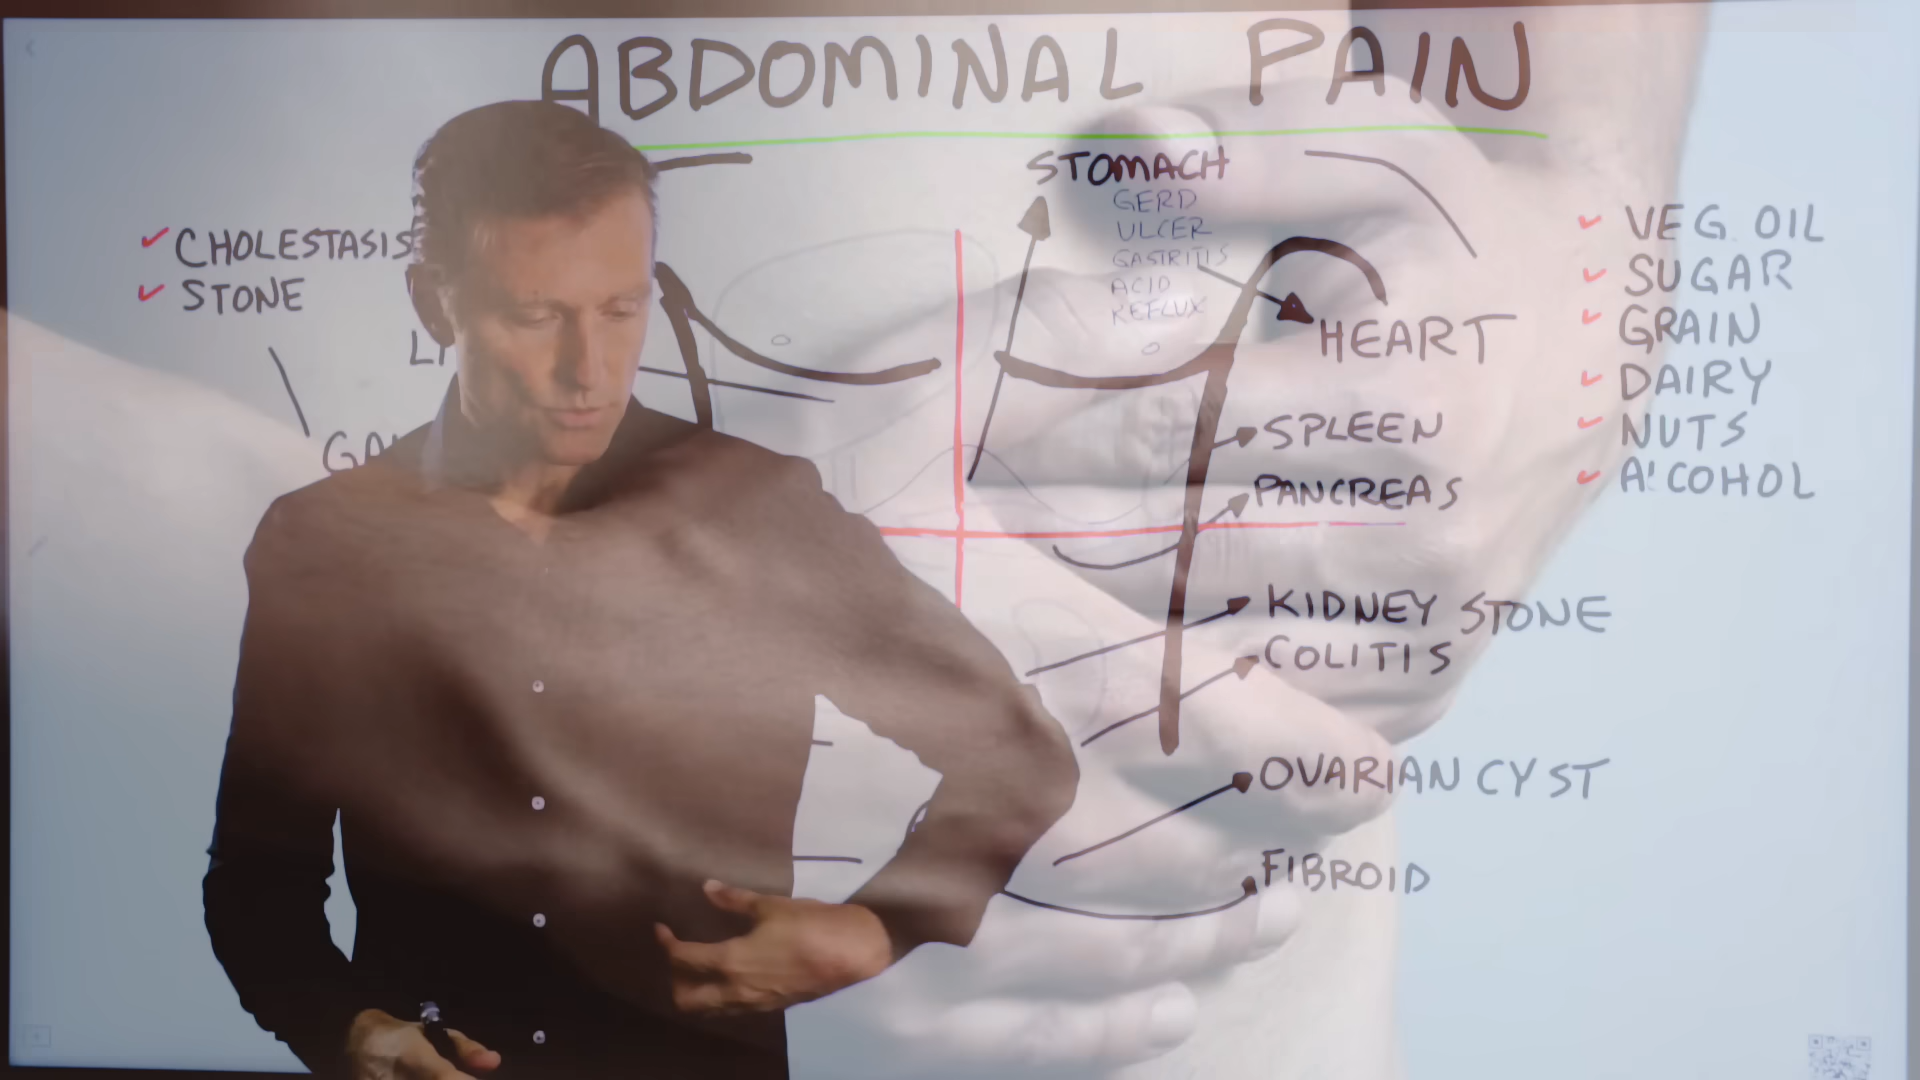 ABDOMINAL PAIN
STOMACH
GERD
ULCER
GASTRITIS
ACID
REFLUX
CHOLESTASIS
STONE
HEART
SPLEEN
PANCREAS
KIDNEY STONE
COLITIS
OVARIAN CYST
FIBROID
VEG. OIL
SUGAR
GRAIN
DAIRY
NUTS
ALCOHOL